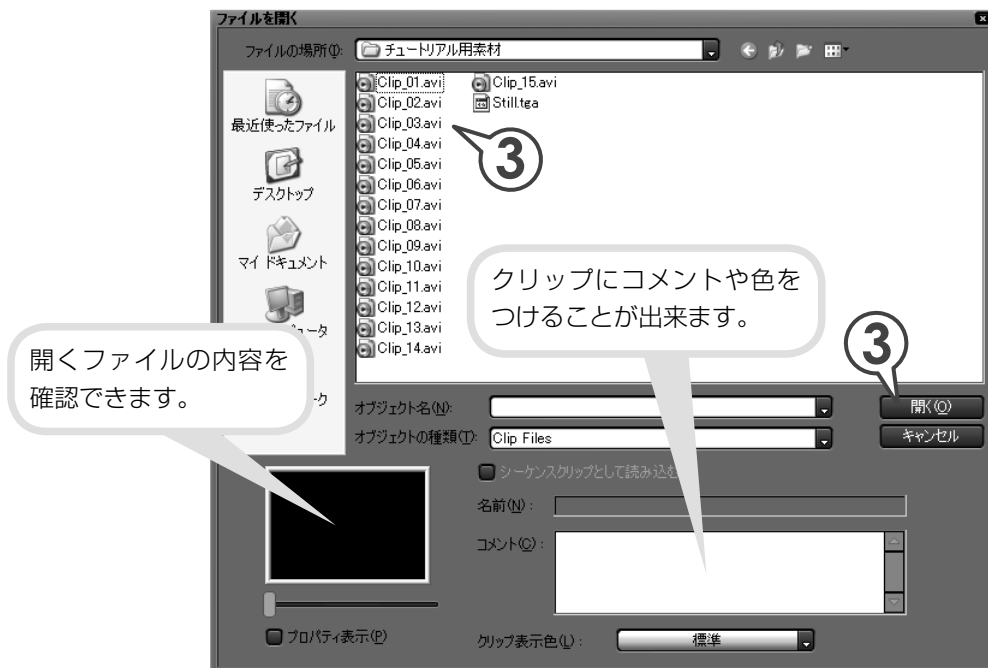 ファイルを開く
ファイルの場所(I):
チュートリアル用素材
Clip_01.avi
Clip_02.avi
Clip_03.avi
Clip_04.avi
Clip_05.avi
Clip_06.avi
Clip_07.avi
Clip_08.avi
Clip_09.avi
Clip_10.avi
Clip_11.avi
Clip_12.avi
Clip_13.avi
Clip_14.avi
Clip_15.avi
Still.tga
3
最近使ったファイル
デスクトップ
マイ ドキュメント
ータ
ーク
クリップにコメントや色を
つけることが出来ます。
開くファイルの内容を
確認できます。
3
オブジェクト名(N):
開く(O)
オブジェクトの種類(T):
Clip Files
キャンセル
シーケンスクリップとして読み込む
名前(N):
コメント(C):
プロパティ表示(P)
クリップ表示色(L):
標準